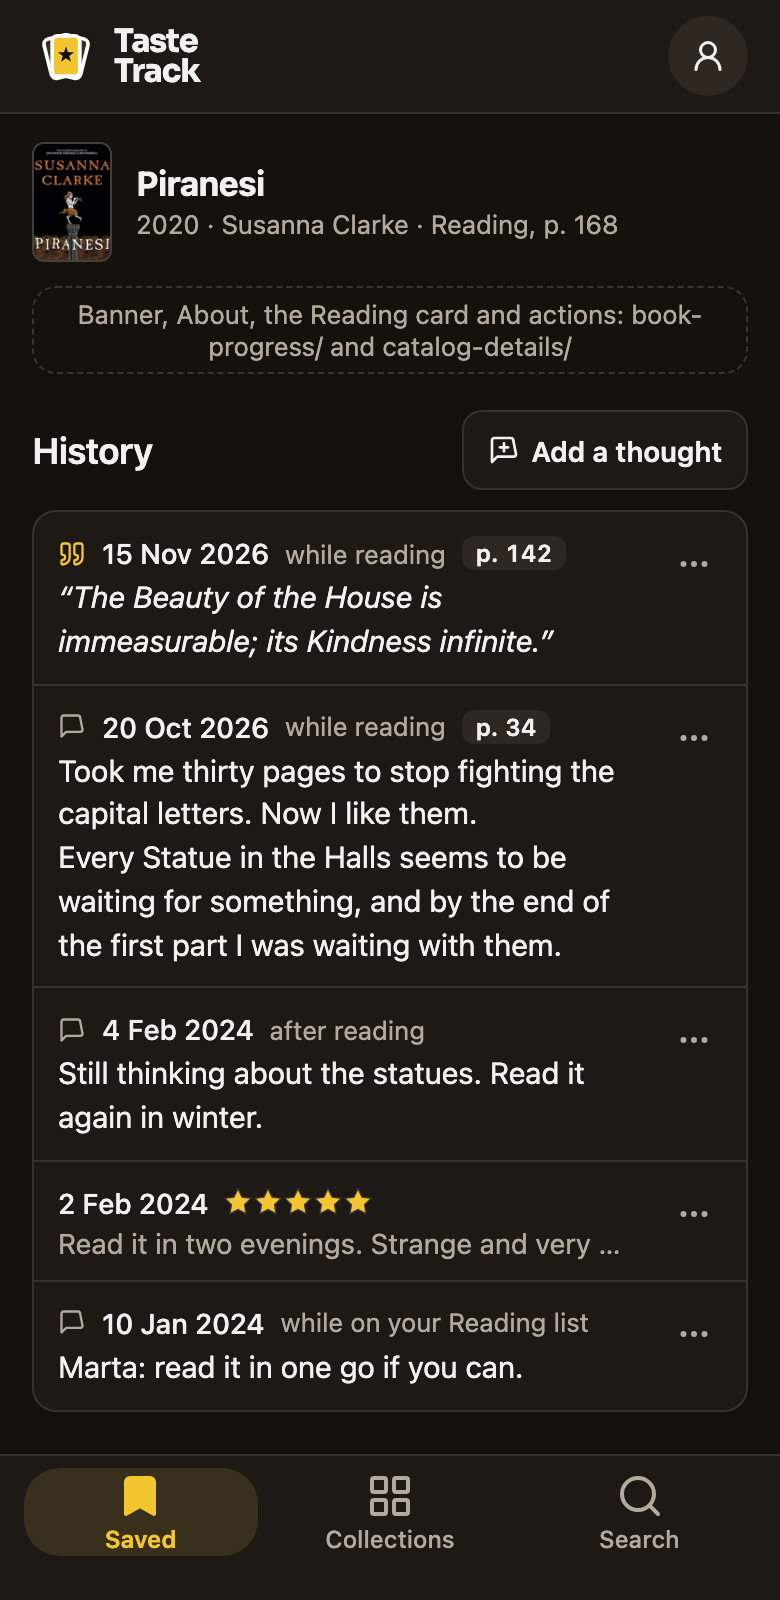 Taste
Track
SUSANNA
CLARKE
PIRANESI
Piranesi
2020 · Susanna Clarke · Reading, p. 168
Banner, About, the Reading card and actions: book-
progress/ and catalog-details/
History
Add a thought
15 Nov 2026 while reading p. 142
“The Beauty of the House is
immeasurable; its Kindness infinite.”
20 Oct 2026 while reading p. 34
Took me thirty pages to stop fighting the
capital letters. Now I like them.
Every Statue in the Halls seems to be
waiting for something, and by the end of
the first part I was waiting with them.
4 Feb 2024 after reading
Still thinking about the statues. Read it
again in winter.
2 Feb 2024
Read it in two evenings. Strange and very ...
10 Jan 2024 while on your Reading list
Marta: read it in one go if you can.
Saved
Collections
Search